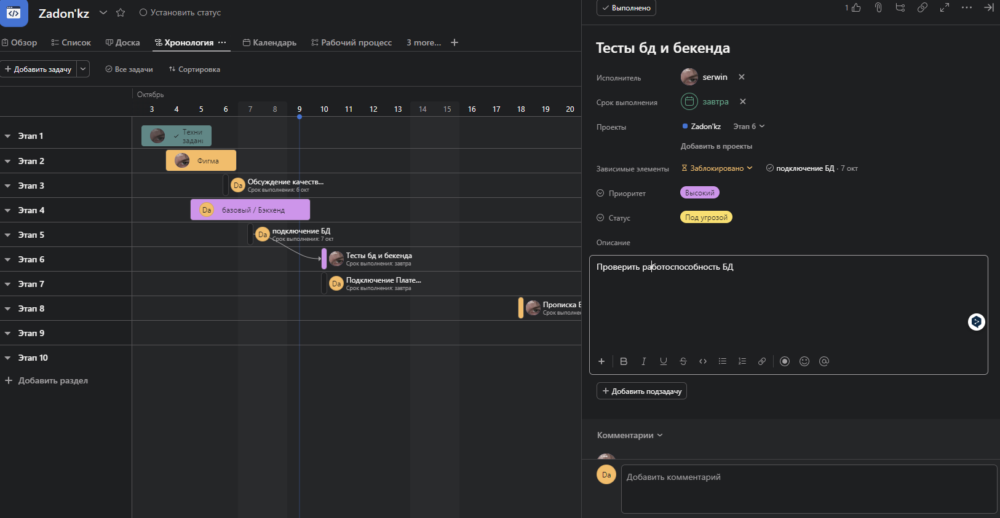 Zadon'kz
Установить статус
Обзор
Список
Доска
Хронология
Календарь
Рабочий процесс
3 more...
Добавить задачу
Все задачи
Сортировка
Октябрь
3 4 5 6 7 8 9 10 11 12 13 14 15 16 17 18 19 20
Этап 1
Техни
задан
Этап 2
Фигма
Этап 3
Da
Обсуждение качеств...
Срок выполнения: 6 окт
Этап 4
Da
базовый / Бэкхенд
Этап 5
Da
подключение БД
Срок выполнения: 7 окт
Этап 6
Тесты бд и бекенда
Срок выполнения: завтра
Этап 7
Da
Подключение Плате...
Срок выполнения: завтра
Этап 8
Прописка
Срок выполнен
Этап 9
Этап 10
Добавить раздел
Выполнено
1
Тесты бд и бекенда
Исполнитель
serwin
Срок выполнения
завтра
Проекты
Zadon'kz
Этап 6
Добавить в проекты
Зависимые элементы
Заблокировано
подключение БД · 7 окт
Приоритет
Высокий
Статус
Под угрозой
Описание
Проверить работоспособность БД
Добавить подзадачу
Комментарии
Da
Добавить комментарий